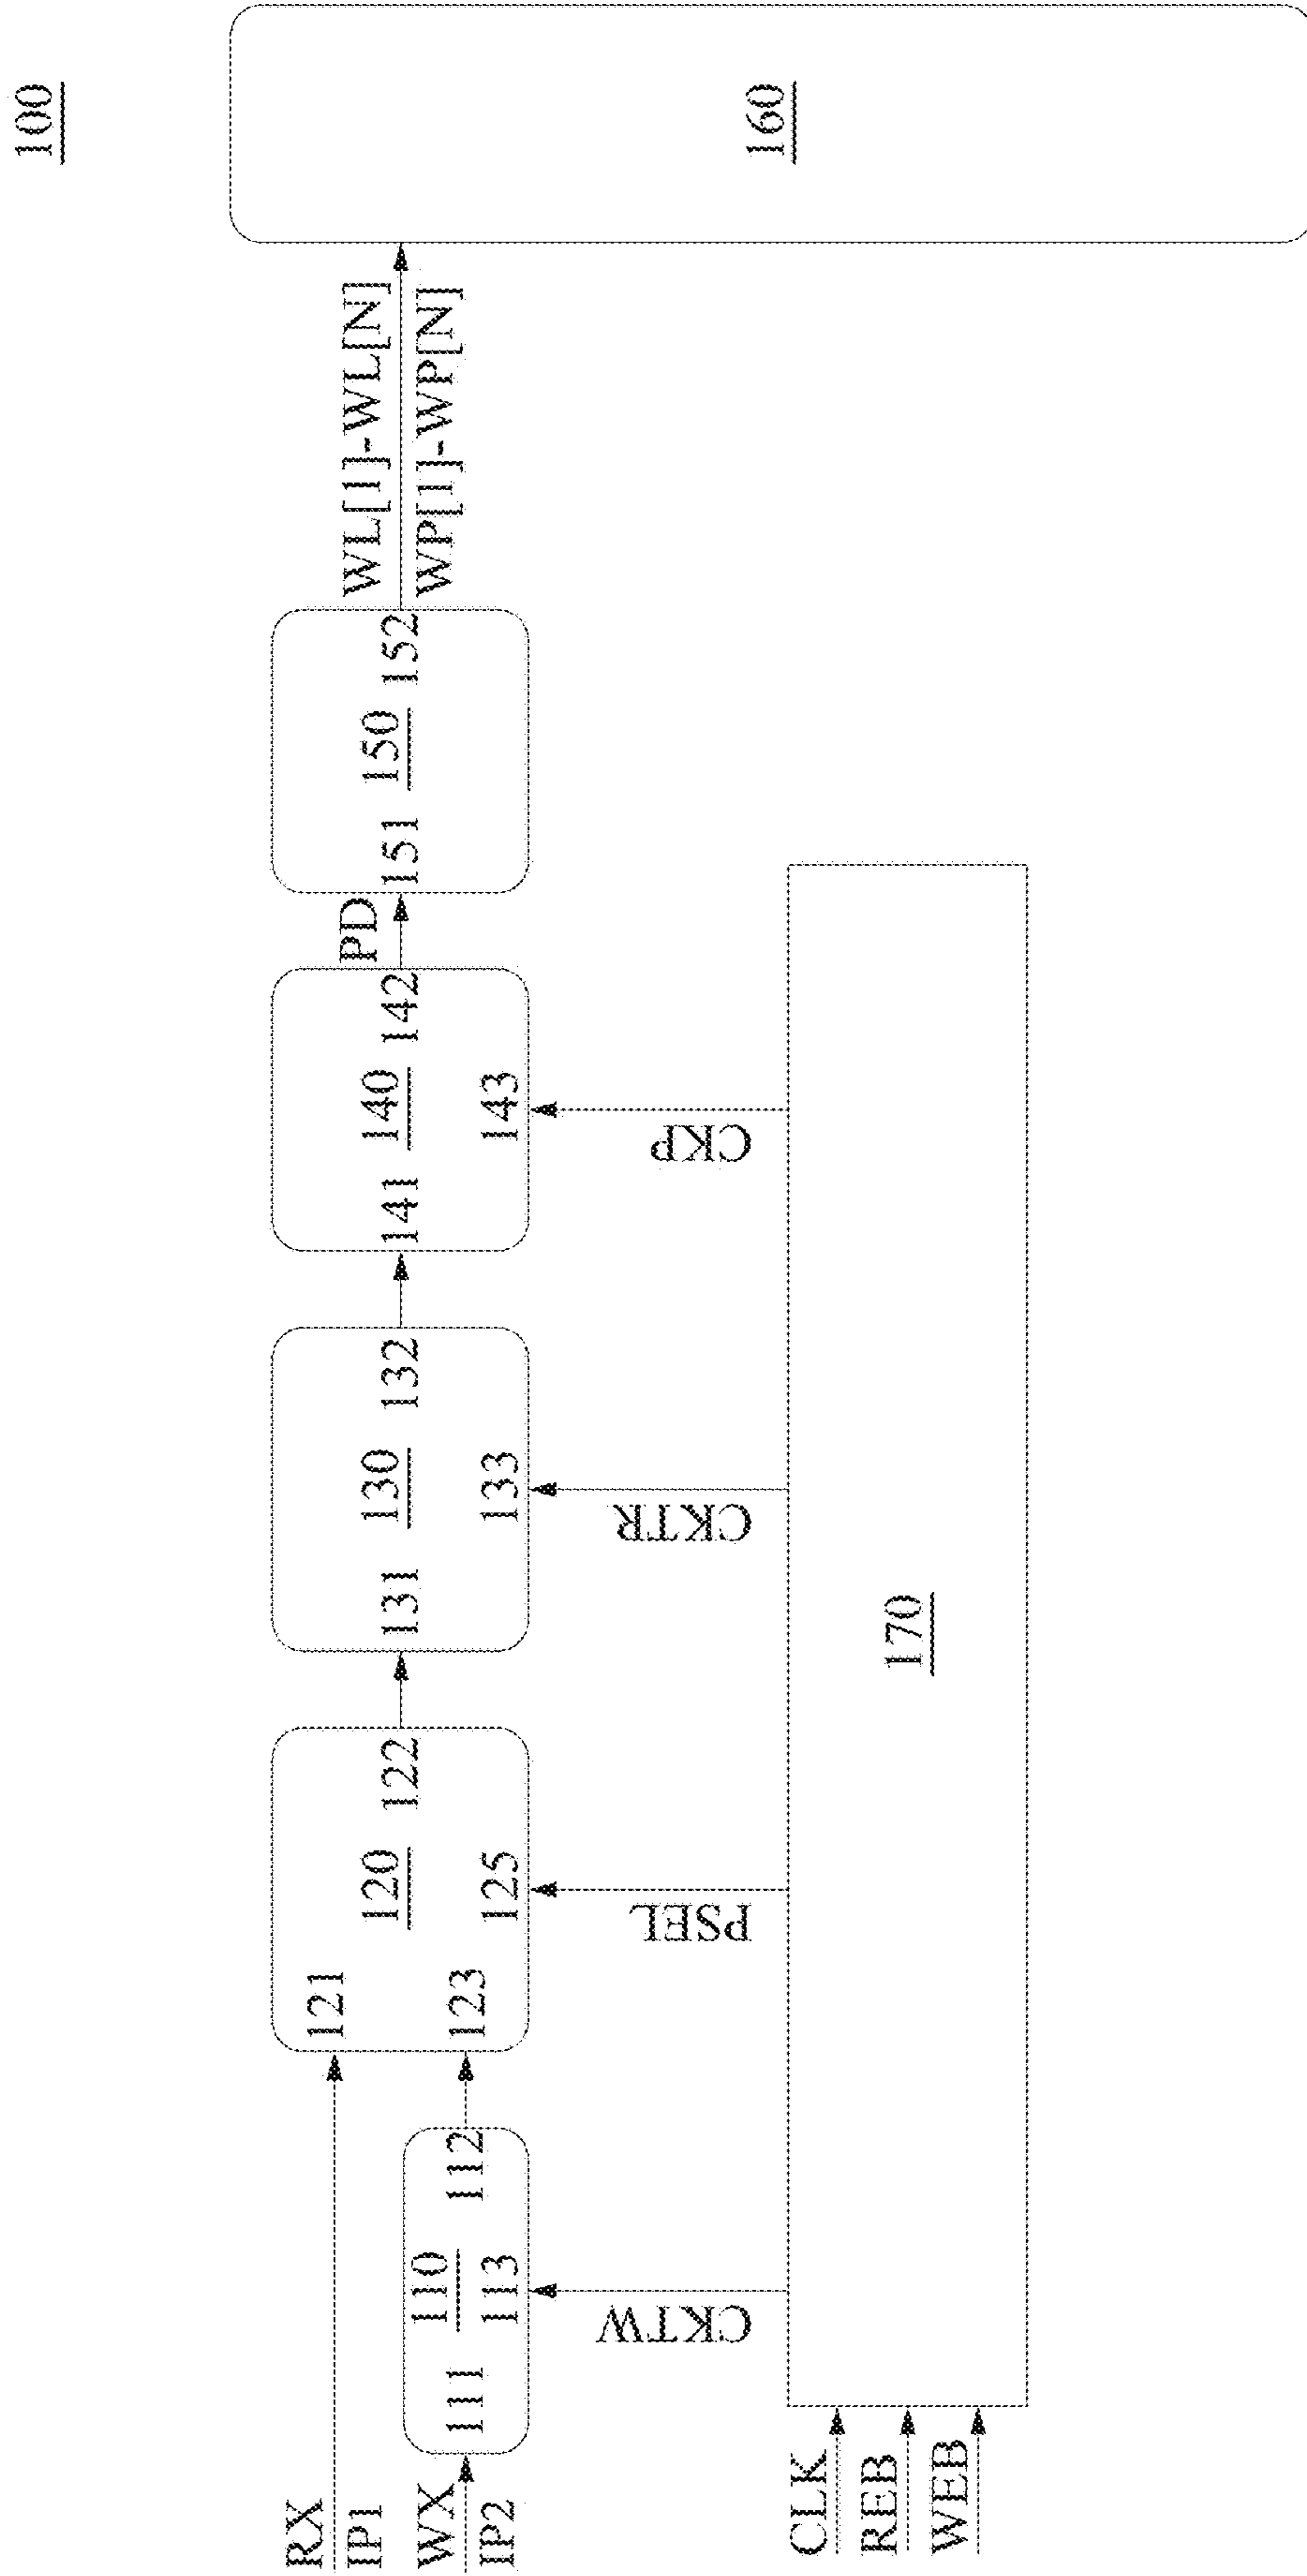 100
RX
IP1
WX
IP2
111
110
113
112
121
123
120
125
122
131
130
133
132
141
140
143
142
PD
151
150
152
WL[1]-WL[N]
WP[1]-WP[N]
160
CKTW
PSEL
CKTR
CKP
CLK
REB
WEB
170